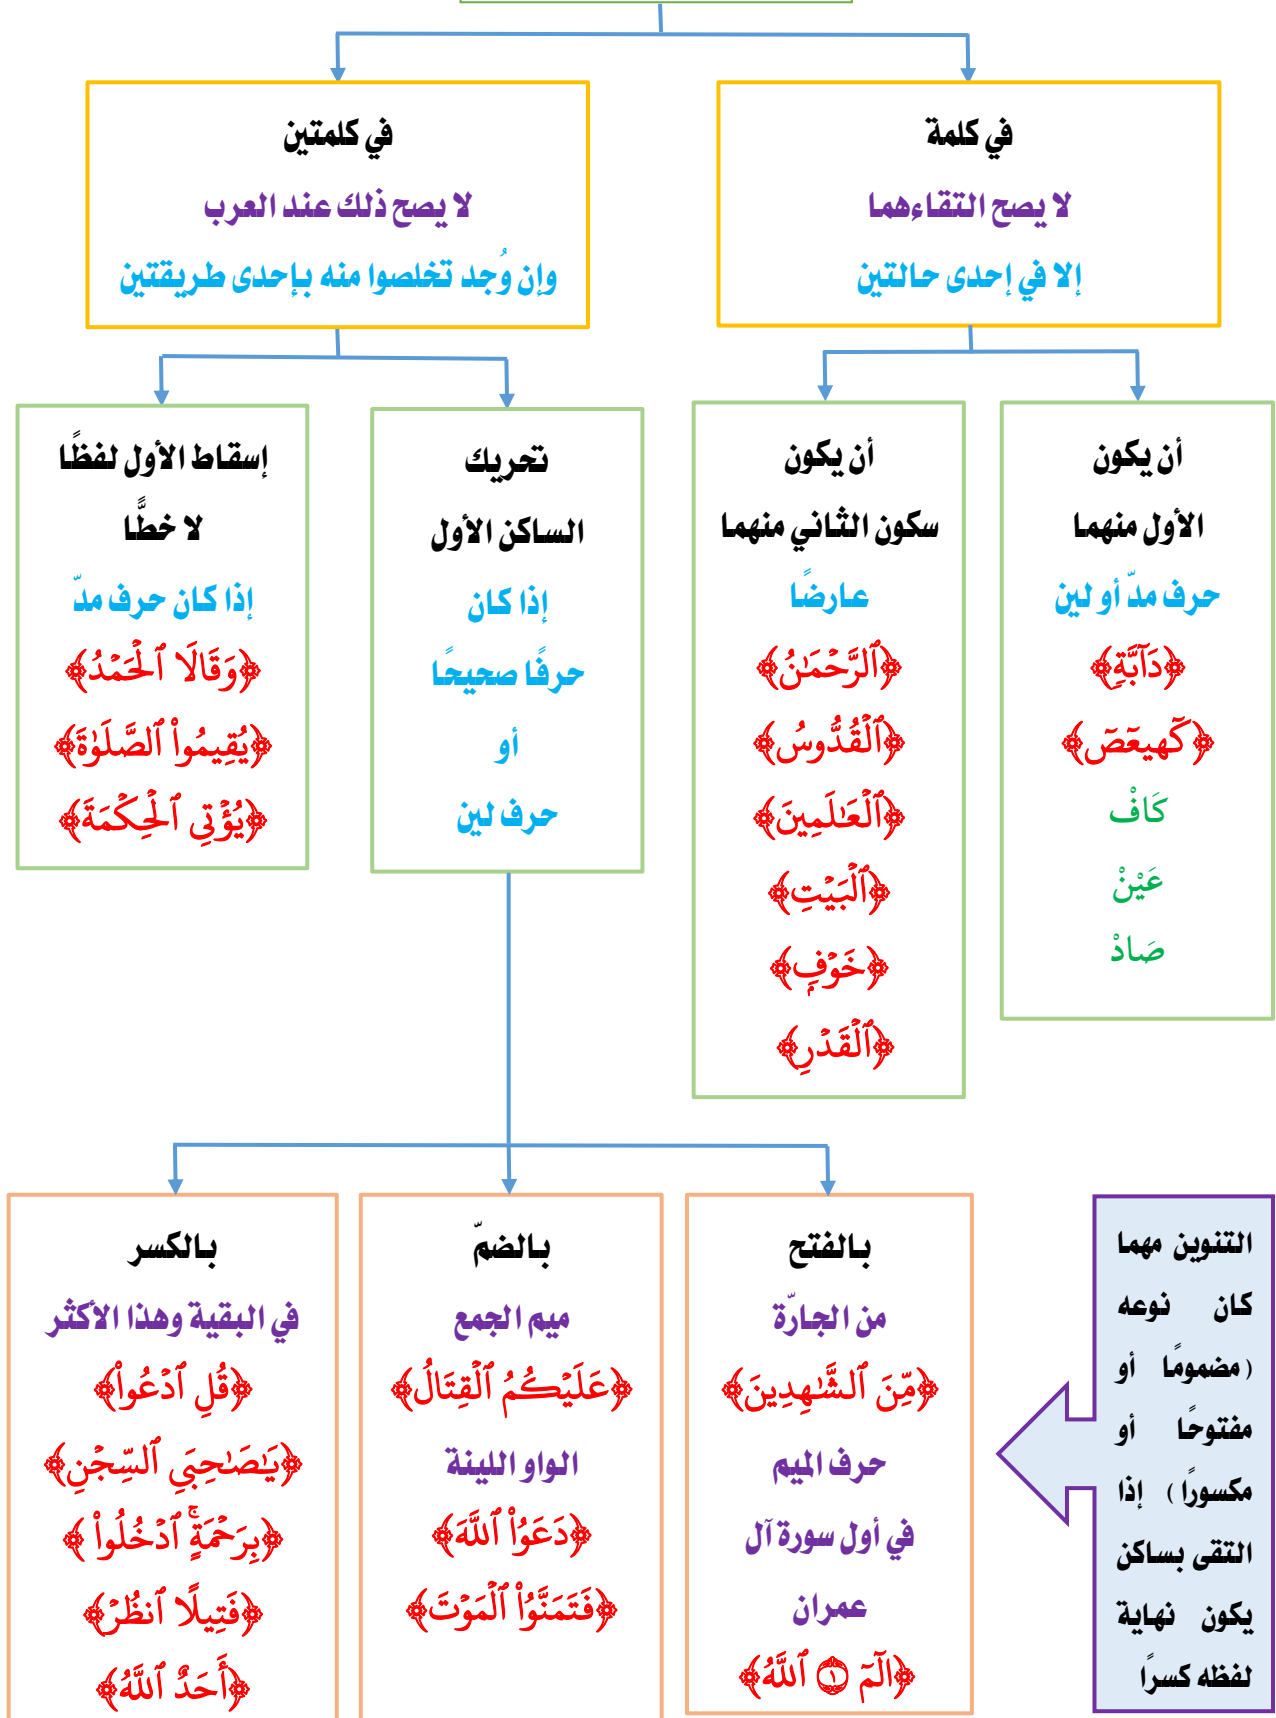 في كلمة
لا يصح التقاءهما
إلا في إحدى حالتين
في كلمتين
لا يصح ذلك عند العرب
وإن وُجد تخلصوا منه بإحدى طريقتين
أن يكون
الأول منهما
حرف مدّ أو لين
﴿دَآبَّةٖ﴾
﴿كٓهيعٓصٓ﴾
كَافْ
عَيْنْ
صَادْ
أن يكون
سكون الثاني منهما
عارضًا
﴿ٱلرَّحۡمَٰنُ﴾
﴿ٱلۡقُدُّوسُ﴾
﴿ٱلۡعَٰلَمِينَ﴾
﴿ٱلۡبَيۡتِ﴾
﴿خَوۡفِۭ﴾
﴿ٱلۡقَدۡرِ﴾
تحريك
الساكن الأول
إذا كان
حرفًا صحيحًا
أو
حرف لين
إسقاط الأول لفظًا
لا خطًّا
إذا كان حرف مدّ
﴿وَقَالَا ٱلۡحَمۡدُ﴾
﴿يُقِيمُواْ ٱلصَّلَوٰةَ﴾
﴿يُؤۡتِي ٱلۡحِكۡمَةَ﴾
التنوين مهما
كان نوعه
(مضمومًا أو
مفتوحًا أو
مكسورًا) إذا
التقى بساكن
يكون نهاية
لفظه كسرًا
بالفتح
من الجارّة
﴿مِّنَ ٱلشَّٰهِدِينَ﴾
حرف الميم
في أول سورة آل
عمران
﴿الٓمٓ ١ ٱللَّهُ﴾
بالضمّ
ميم الجمع
﴿عَلَيۡكُمُ ٱلۡقِتَالُ﴾
الواو اللينة
﴿دَعَوُاْ ٱللَّهَ﴾
﴿فَتَمَنَّوُاْ ٱلۡمَوۡتَ﴾
بالكسر
في البقية وهذا الأكثر
﴿قُلِ ٱدۡعُواْ﴾
﴿يَٰصَٰحِبَيِ ٱلسِّجۡنِ﴾
﴿بِرَحۡمَةٍۚ ٱدۡخُلُواْ ﴾
﴿فَتِيلًا ٱنظُرۡ﴾
﴿أَحَدٌ ٱللَّهُ﴾